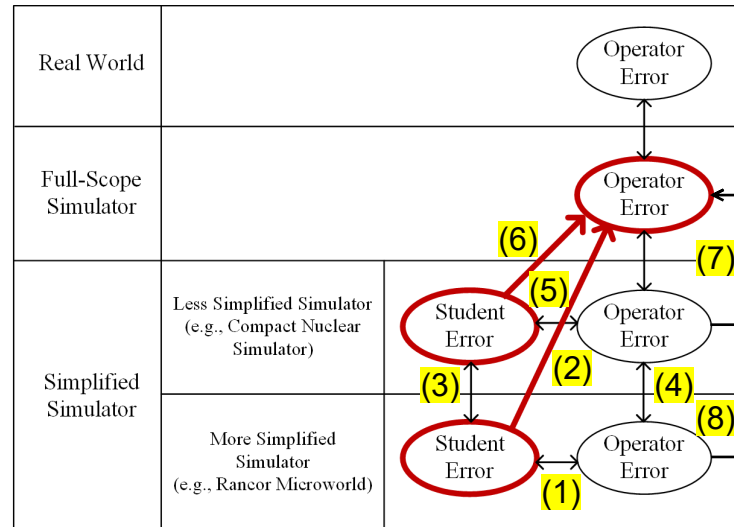 Real World
Operator
Error
Full-Scope
Simulator
Operator
Error
(6)
(7)
Simplified
Simulator
Less Simplified Simulator
(e.g., Compact Nuclear
Simulator)
Student
Error
(5)
Operator
Error
(2)
(3)
(4)
(8)
More Simplified
Simulator
(e.g., Rancor Microworld)
Student
Error
(1)
Operator
Error